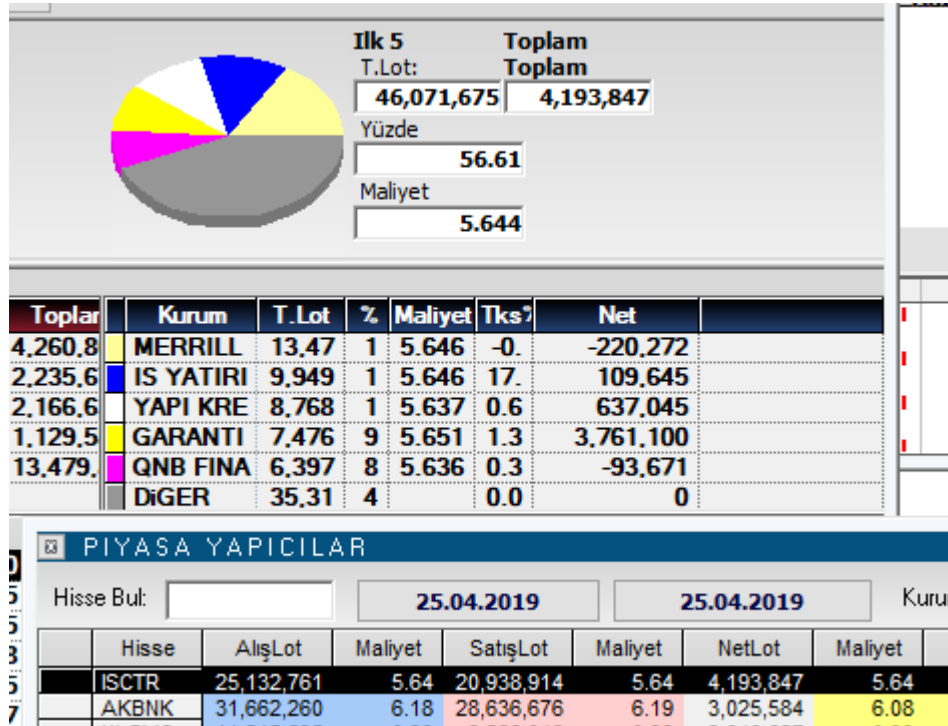 Ilk 5 Toplam
T.Lot: Toplam
46,071,675 4,193,847
Yüzde
56.61
Maliyet
5.644
Toplar Kurum T.Lot % Maliyet Tks? Net
4,260,8 MERRILL 13,47 1 5.646 -0. -220,272
2,235,6 IS YATIRI 9,949 1 5.646 17. 109,645
2,166,6 YAPI KRE 8,768 1 5.637 0.6 637,045
1,129,5 GARANTI 7,476 9 5.651 1.3 3,761,100
13,479, QNB FINA 6,397 8 5.636 0.3 -93,671
DiGER 35,31 4 0.0 0
PIYASA YAPICILAR
Hisse Bul: 25.04.2019 25.04.2019 Kuru
Hisse AlışLot Maliyet SatışLot Maliyet NetLot Maliyet
ISCTR 25,132,761 5.64 20,938,914 5.64 4,193,847 5.64
AKBNK 31,662,260 6.18 28,636,676 6.19 3,025,584 6.08